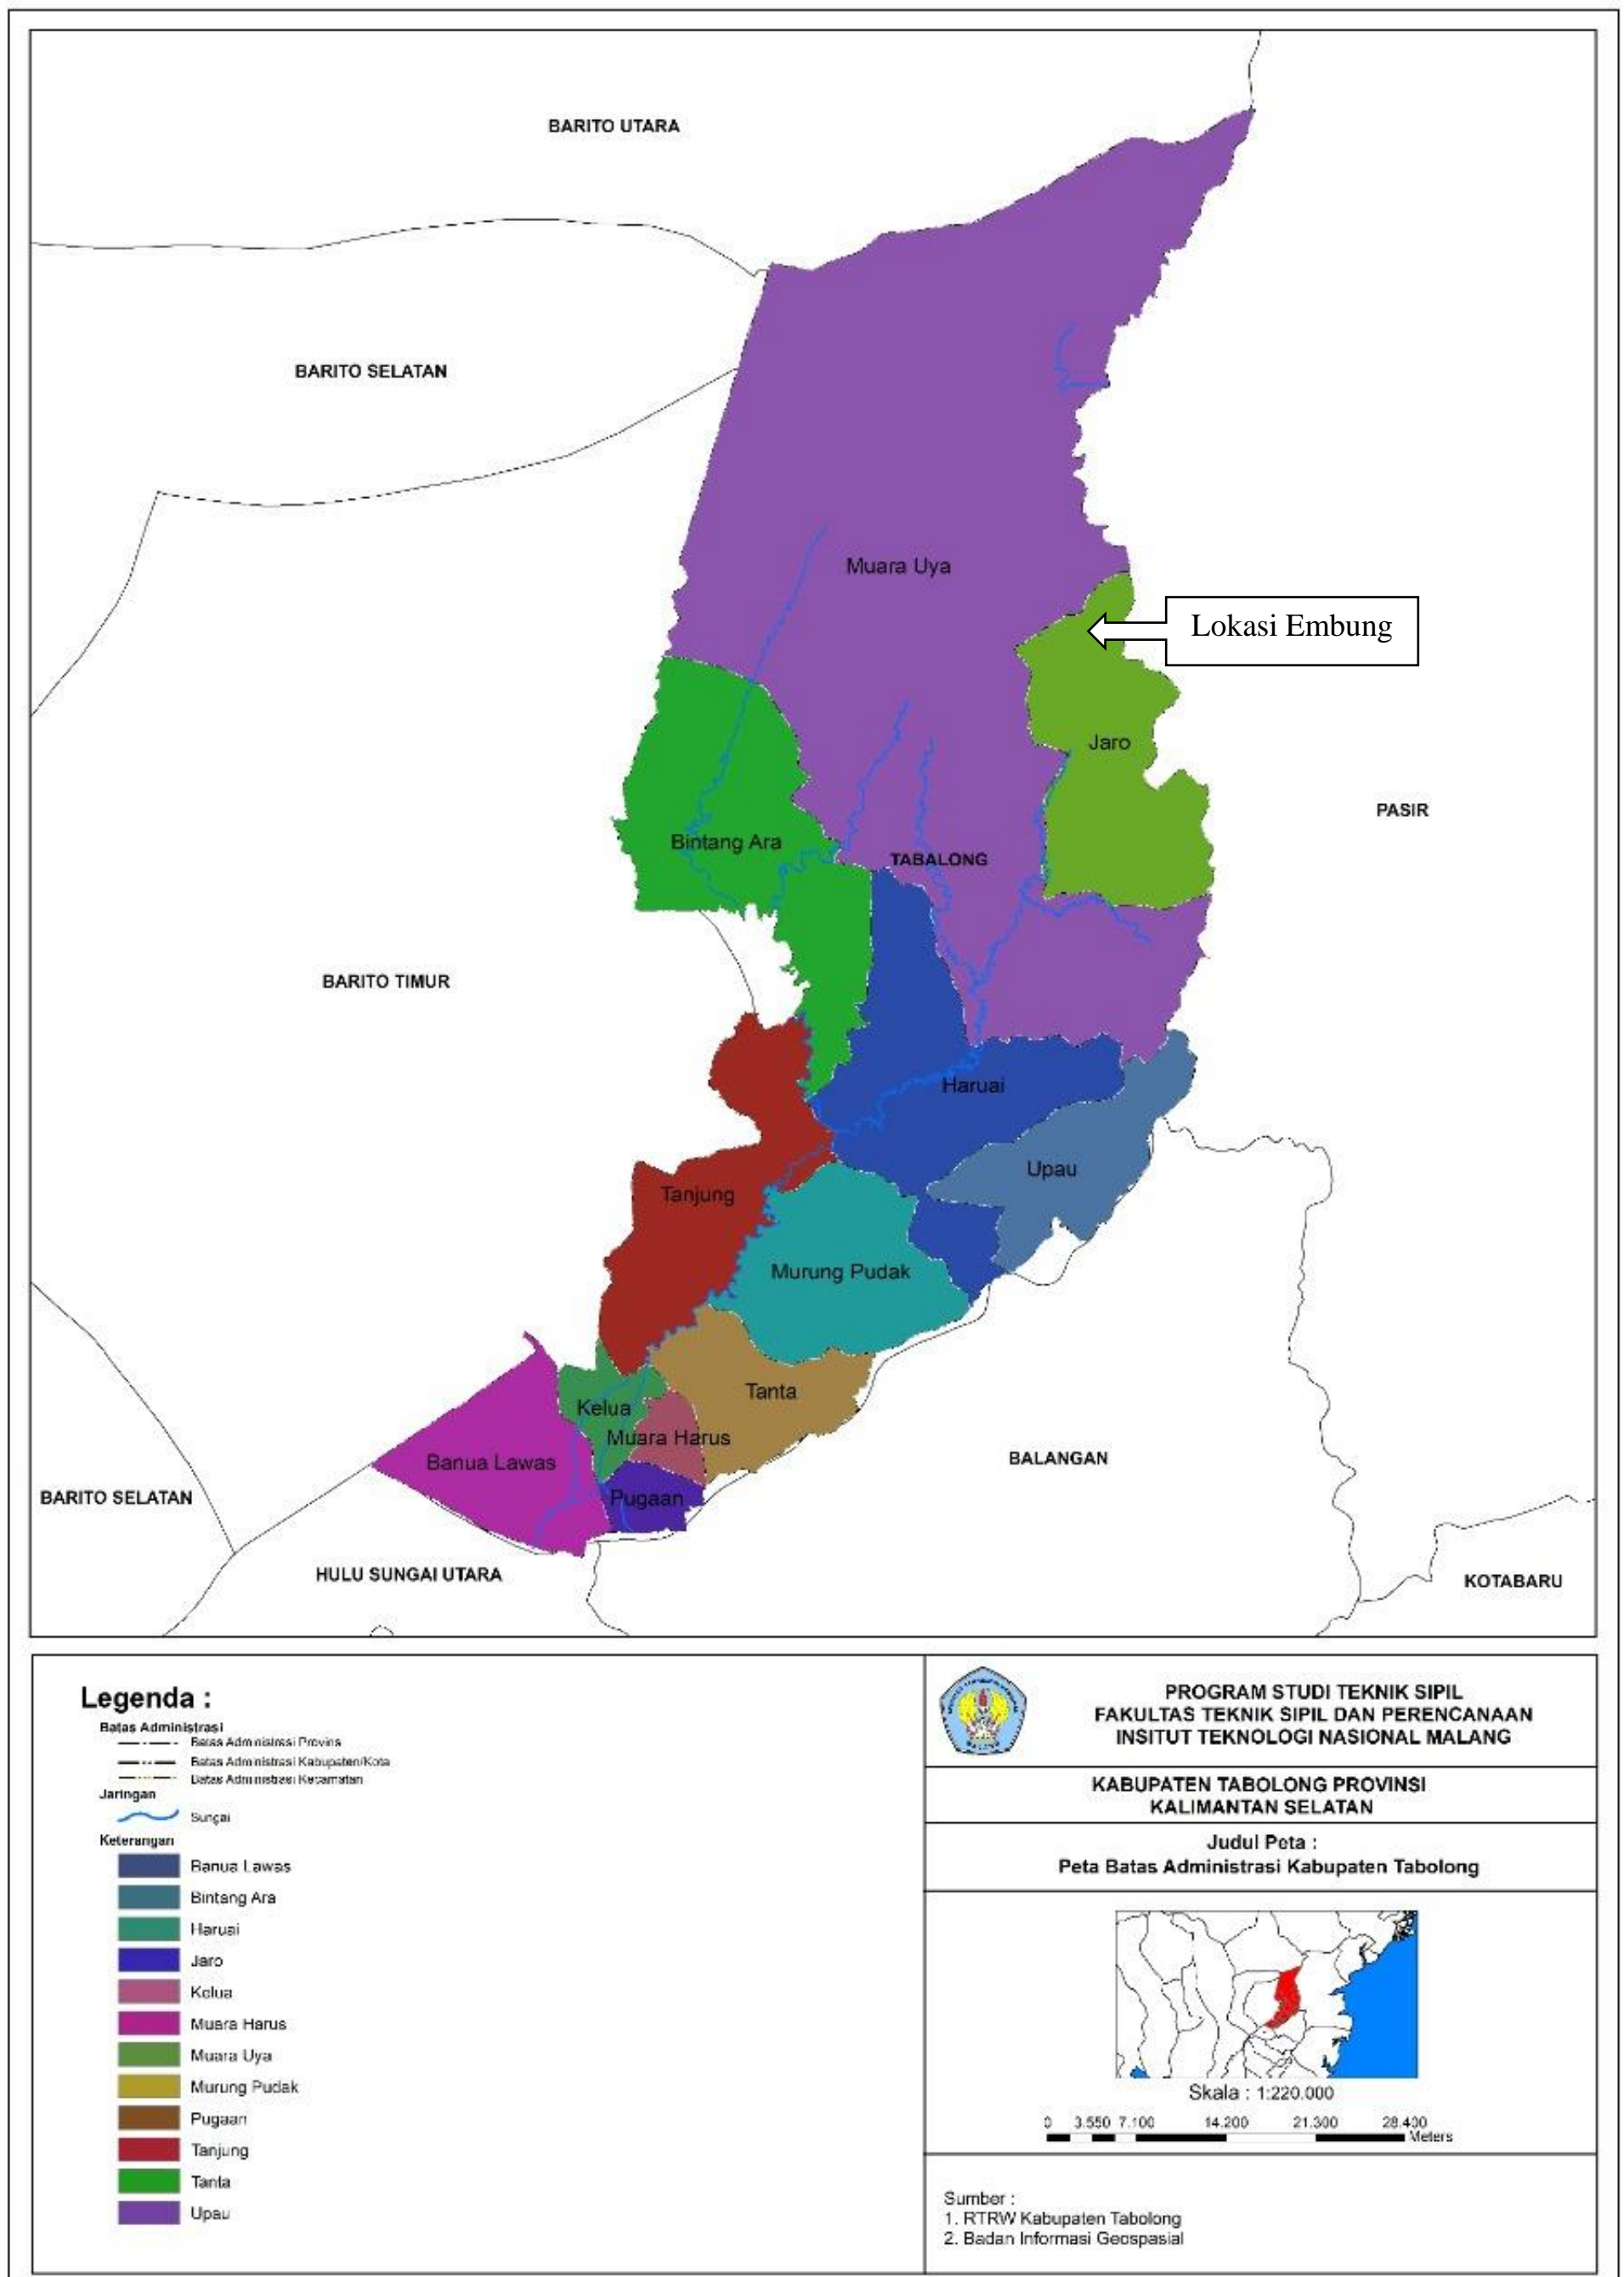 BARITO UTARA
BARITO SELATAN
Muara Uya
Lokasi Embung
Jaro
PASIR
Bintang Ara
TABALONG
BARITO TIMUR
Haruai
Upau
Tanjung
Murung Pudak
Tanta
Kelua
Muara Harus
BALANGAN
Banua Lawas
BARITO SELATAN
Pugaan
HULU SUNGAI UTARA
KOTABARU
Legenda :
Batas Administrasi
Batas Administrasi Provins
Batas Administrasi Kabupaten/Kota
Batas Administrasi Kecamatan
Jaringan
Sungai
Keterangan
Banua Lawas
Bintang Ara
Haruai
Jaro
Kelua
Muara Harus
Muara Uya
Murung Pudak
Pugaan
Tanjung
Tanta
Upau
PROGRAM STUDI TEKNIK SIPIL
FAKULTAS TEKNIK SIPIL DAN PERENCANAAN
INSITUT TEKNOLOGI NASIONAL MALANG
KABUPATEN TABOLONG PROVINSI
KALIMANTAN SELATAN
Judul Peta :
Peta Batas Administrasi Kabupaten Tabolong
Skala : 1:220.000
0 3.550 7.100 14.200 21.300 28.400
Meters
Sumber :
1. RTRW Kabupaten Tabolong
2. Badan Informasi Geospasial